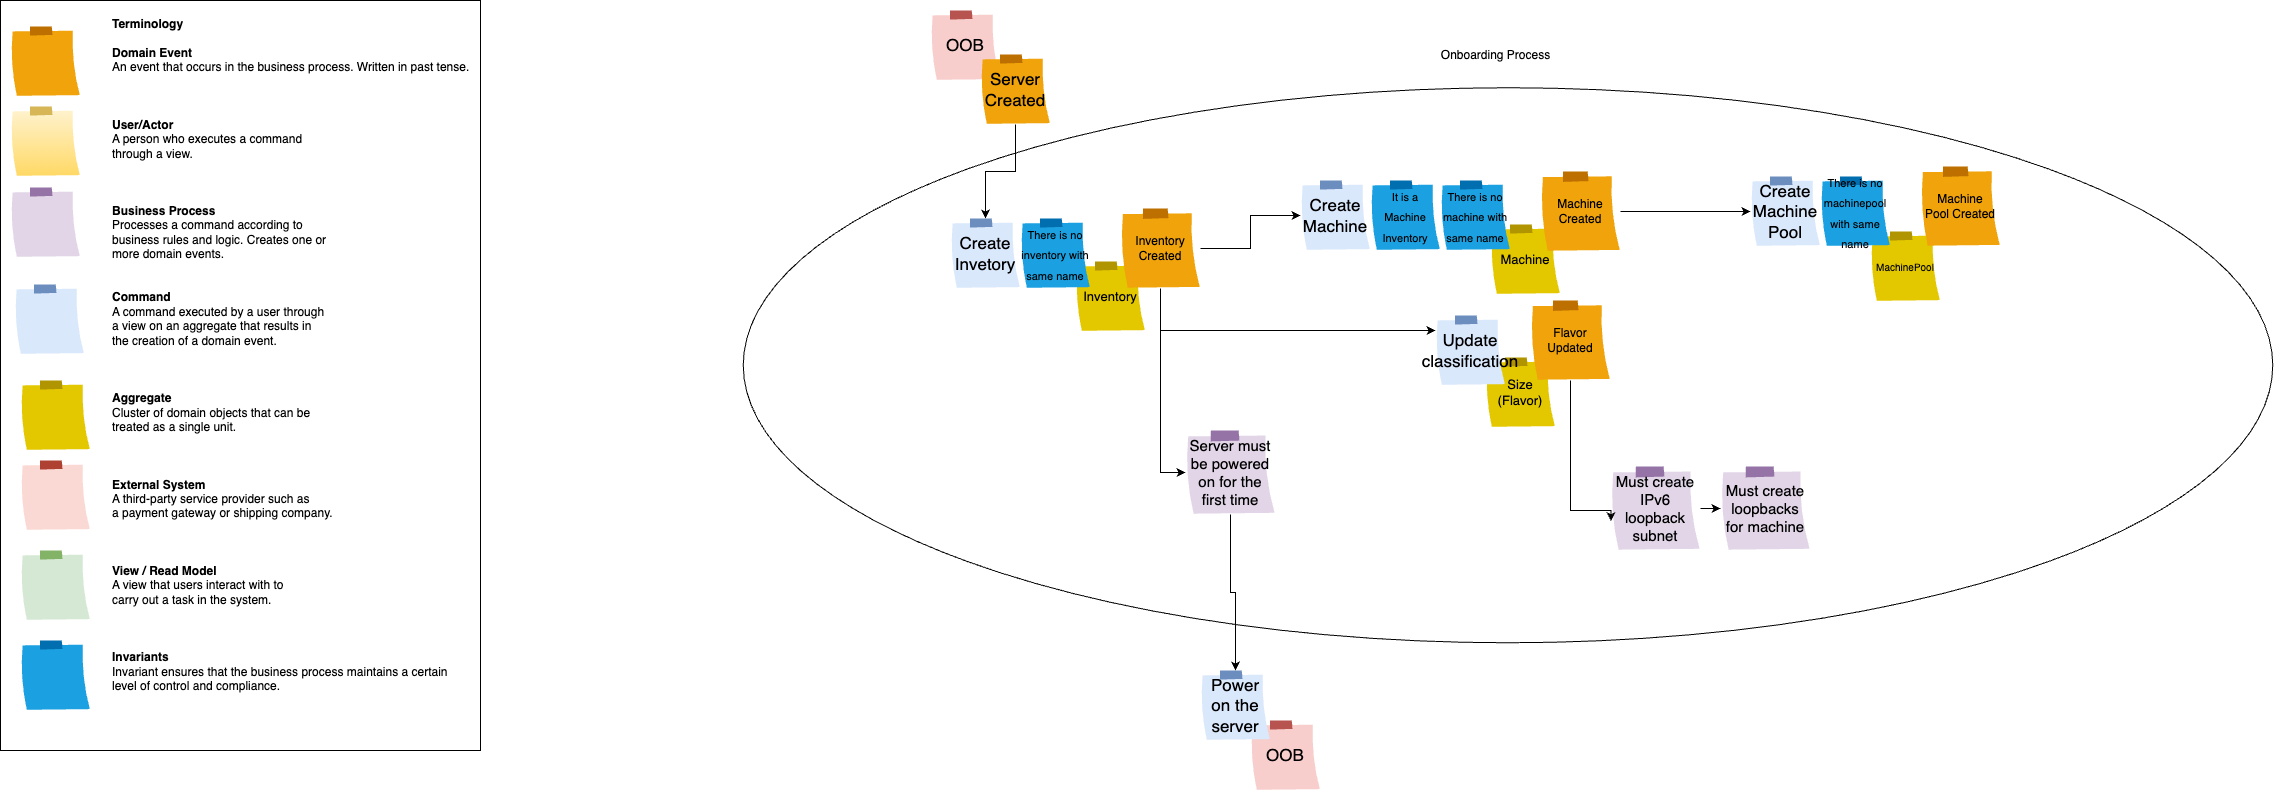 Terminology
Domain Event
An event that occurs in the business process. Written in past tense.
User/Actor
A person who executes a command
through a view.
Business Process
Processes a command according to
business rules and logic. Creates one or
more domain events.
Command
A command executed by a user through
a view on an aggregate that results in
the creation of a domain event.
Aggregate
Cluster of domain objects that can be
treated as a single unit.
External System
A third-party service provider such as
a payment gateway or shipping company.
View / Read Model
A view that users interact with to
carry out a task in the system.
Invariants
Invariant ensures that the business process maintains a certain
level of control and compliance.
OOB
Server
Created
Onboarding Process
Create
Invetory
There is no
inventory with
same name
Inventory
Inventory
Created
Create
Machine
It is a
Machine
Inventory
There is no
machine with
same name
Machine
Machine
Created
Create
Machine
Pool
There is no
machinepool
with same
name
MachinePool
Machine
Pool Created
Update
classification
Size
(Flavor)
Flavor
Updated
Server must
be powered
on for the
first time
Must create
IPv6
loopback
subnet
Must create
loopbacks
for machine
Power
on the
server
OOB